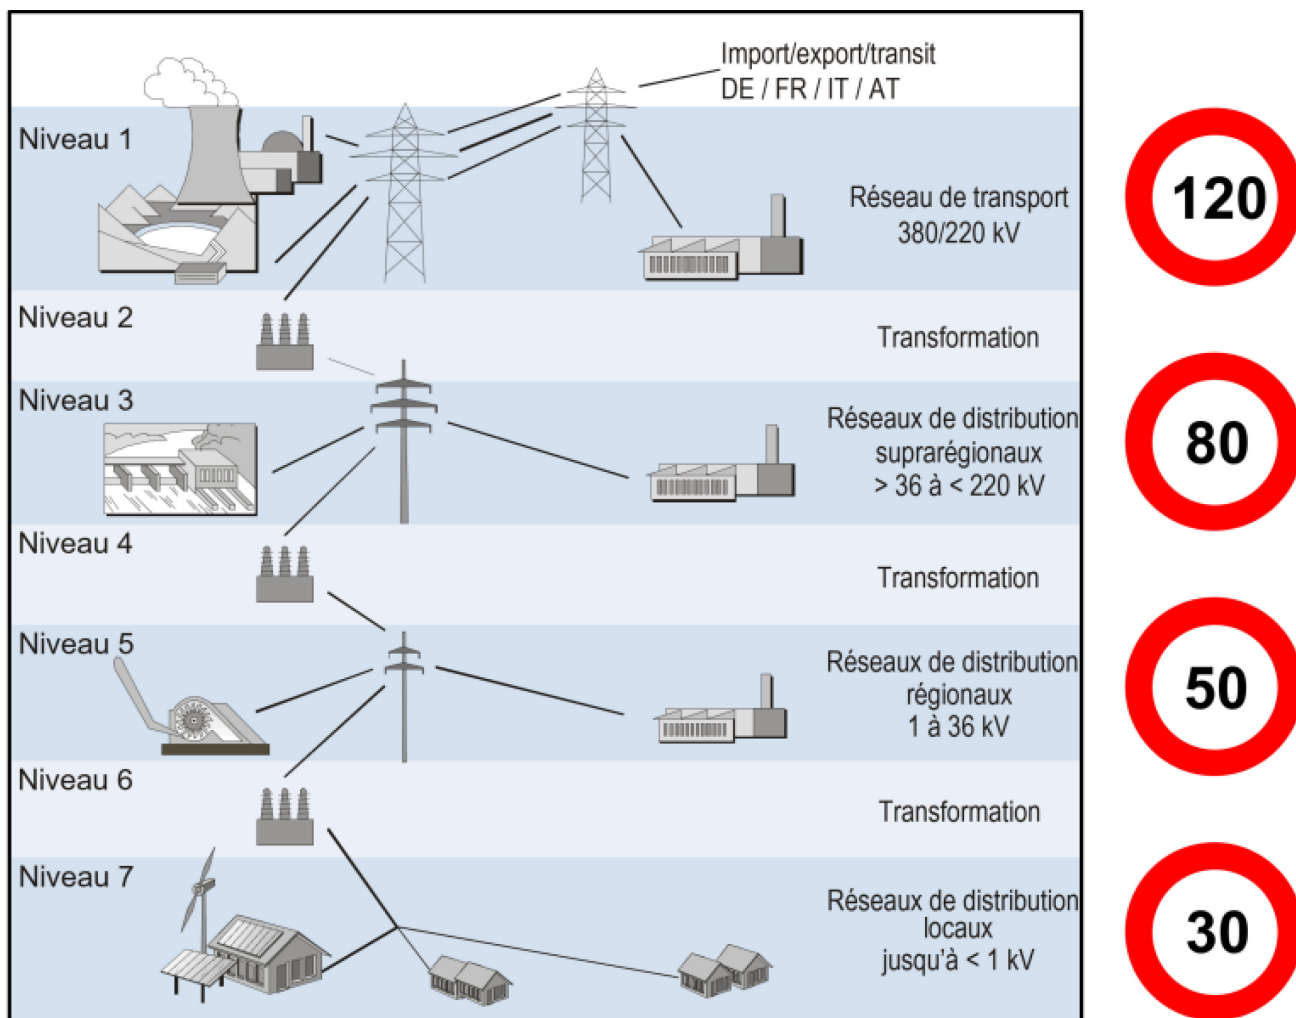 Import/export/transit
DE / FR / IT / AT
Niveau 1
Réseau de transport
380/220 kV
120
Niveau 2
Transformation
Niveau 3
Réseaux de distribution
suprarégionaux
> 36 à < 220 kV
80
Niveau 4
Transformation
Niveau 5
Réseaux de distribution
régionaux
1 à 36 kV
50
Niveau 6
Transformation
Niveau 7
Réseaux de distribution
locaux
jusqu'à < 1 kV
30